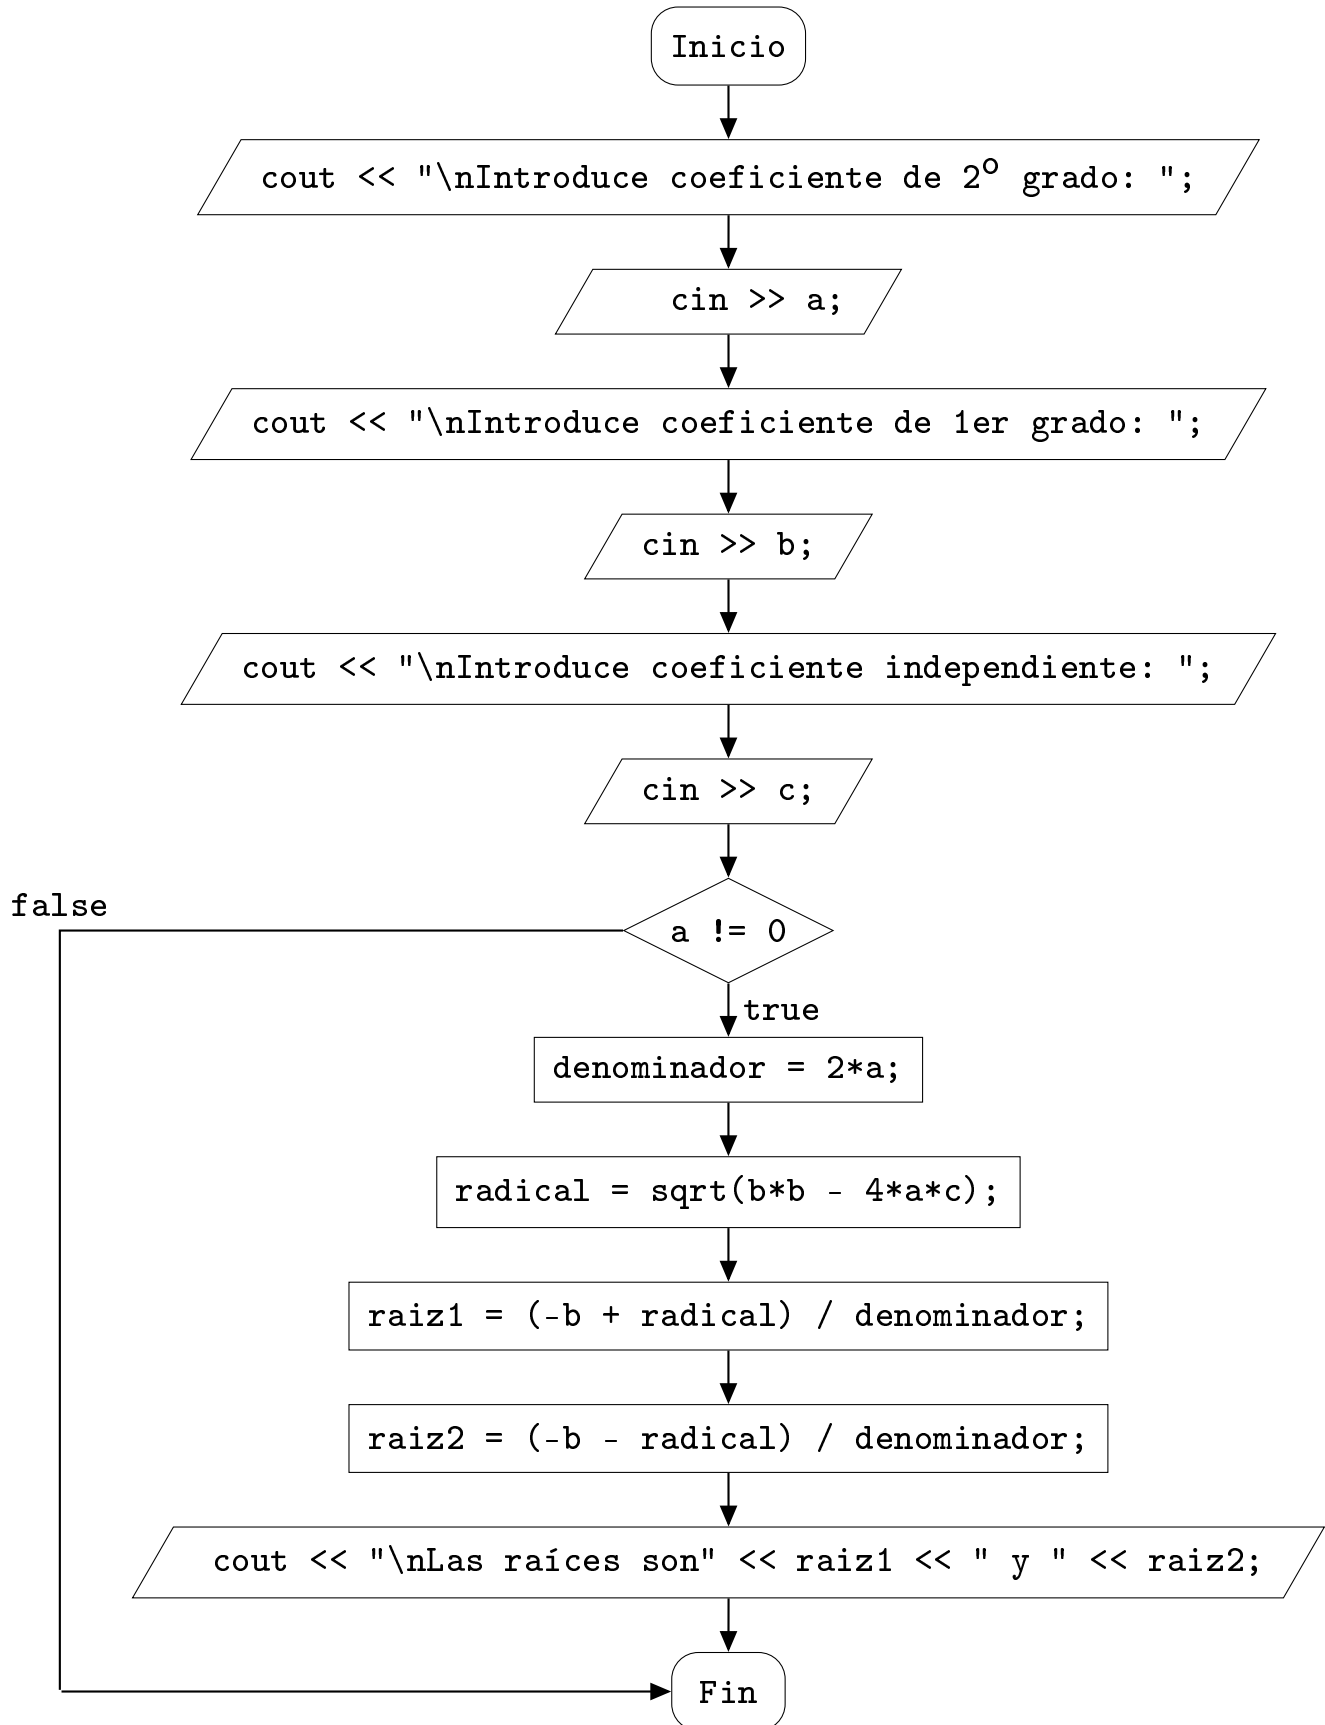 Inicio
cout << "\nIntroduce coeficiente de 2º grado: ";
cin >> a;
cout << "\nIntroduce coeficiente de 1er grado: ";
cin >> b;
cout << "\nIntroduce coeficiente independiente: ";
cin >> c;
false
a != 0
true
denominador = 2*a;
radical = sqrt(b*b - 4*a*c);
raiz1 = (-b + radical) / denominador;
raiz2 = (-b - radical) / denominador;
cout << "\nLas raíces son" << raiz1 << " y " << raiz2;
Fin